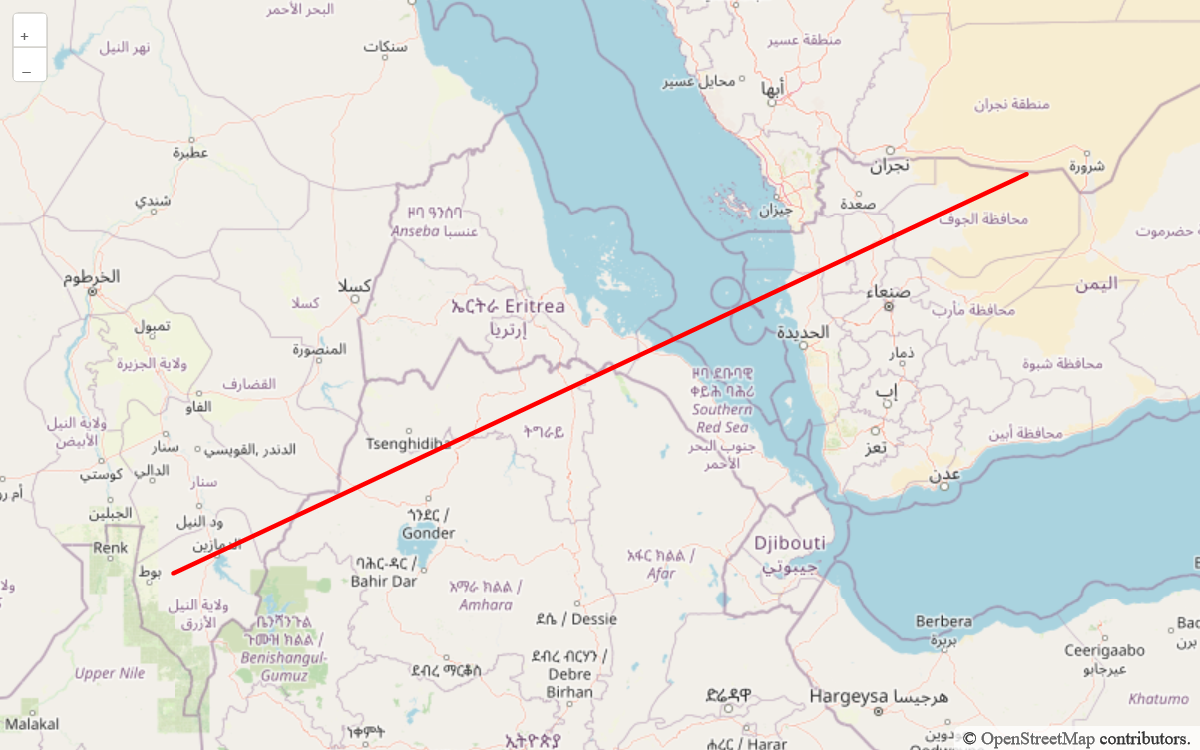 +
–
البحر الأحمر
نهر النيل
سنكات
منطقة عسير
محايل عسير
أبها
منطقة نجران
عطبرة
نجران
شرورة
شندي
ዞባ ዓንሰባ
Anseba عنسبا
جيزان
صعدة
محافظة الجوف
حضرموت
الخرطوم
كسلا
كسلا
ኤርትራ Eritrea
إرتريا
صنعاء
اليمن
محافظة مأرب
تمبول
المنصورة
الحديدة
ولاية الجزيرة
ذمار
محافظة شبوة
القضارف
الفاو
ዞባ ደቡባዊ
ቀይሕ ባሕሪ
Southern
Red Sea
جنوب البحر
الأحمر
إب
ولاية النيل
الأبيض
ትግራይ
محافظة أبين
سنار
الدندر ,القويسي
Tsenghidiba
تعز
كوستي
الدالي
سنار
عدن
أم رو
الجبلين
ود النيل
ጎንደር /
Gonder
Renk
الدمازين
Djibouti
جيبوتي
بوط
ባሕር-ዳር /
Bahir Dar
አፋር ክልል /
Afar
አማራ ክልል /
Amhara
ولاية النيل
الأزرق
ቤንሻንጉል
ጉሙዝ ክልል /
Benishangul-
Gumuz
ደሴ / Dessie
Berbera
بربرة
Ceerigaabo
عيرجابو
Upper Nile
ደብረ ማርቆስ
ደብረ ብርሃን /
Debre
Birhan
ድሬዳዋ
Hargeysa هرجيسا
Khatumo
Malakal
ነቀምት
ኢትዮጵያ
ሐረር / Harar
© OpenStreetMap contributors.